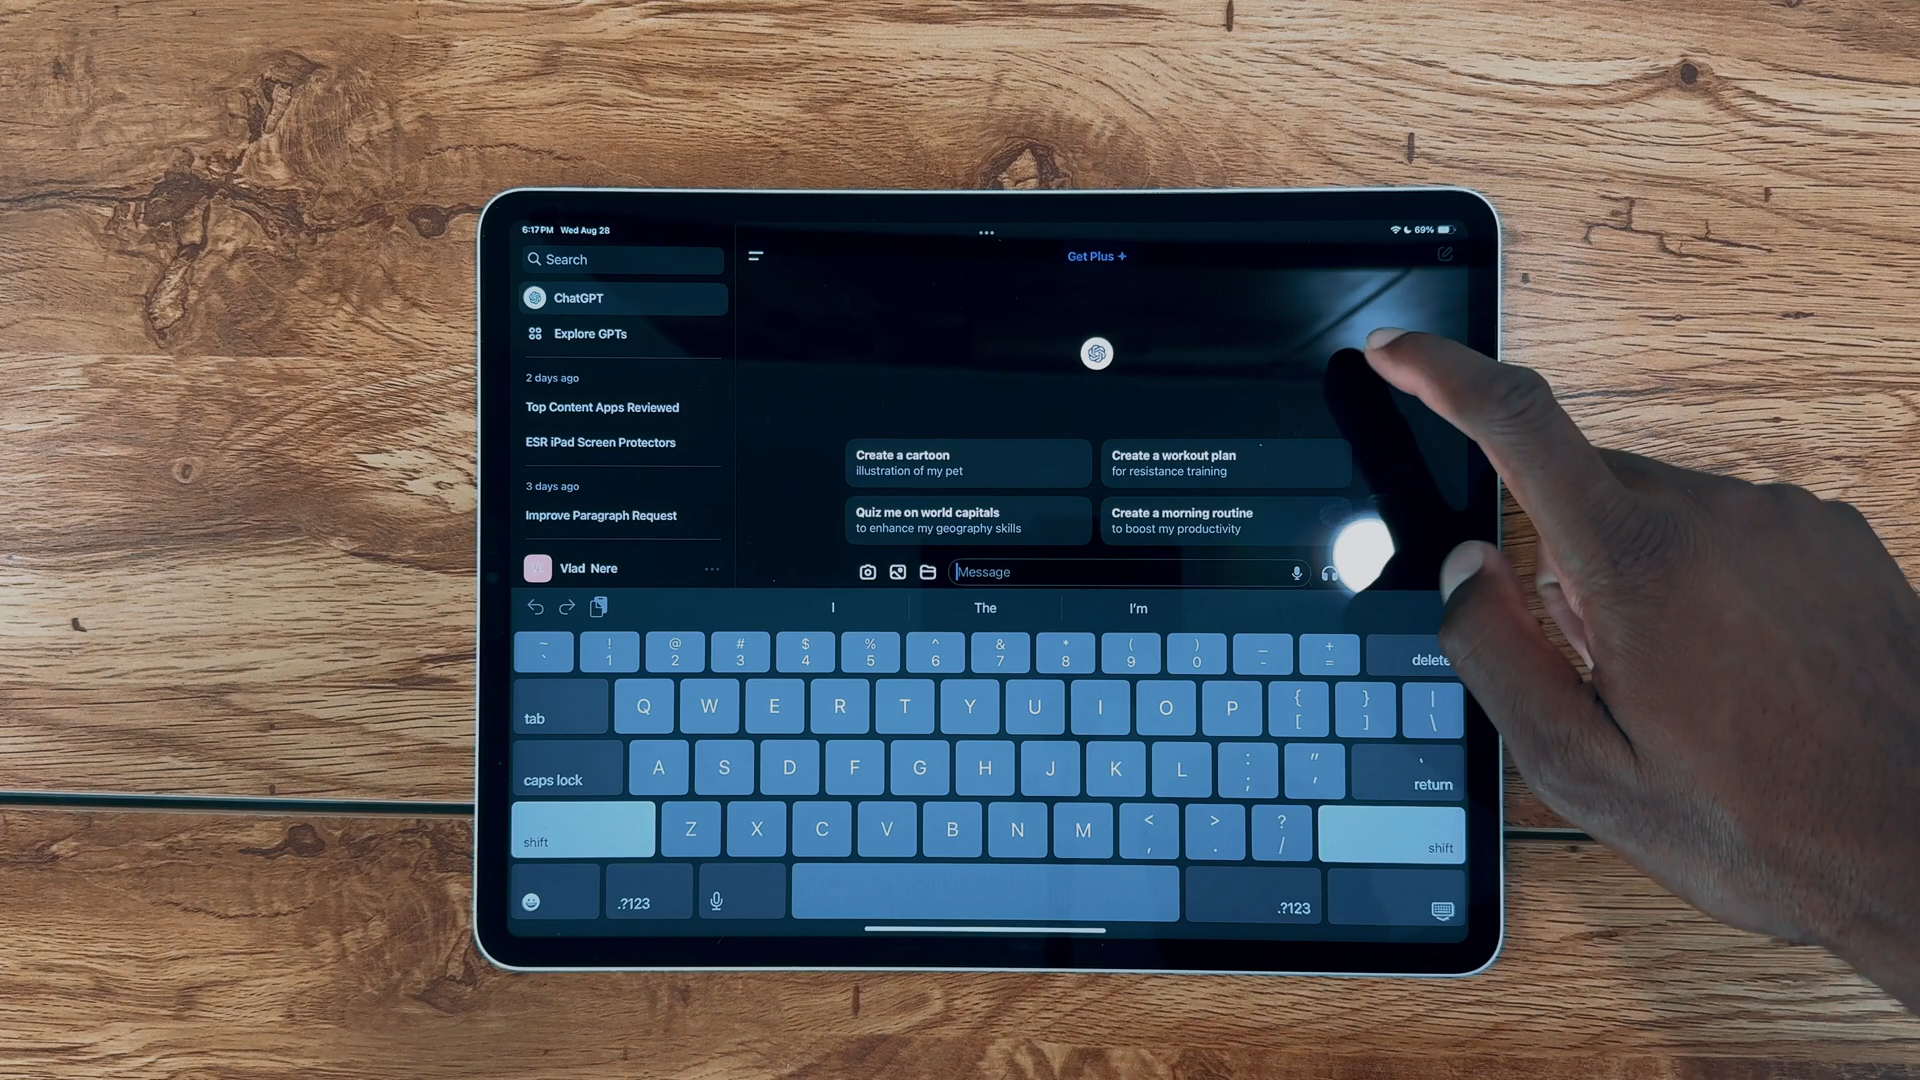 6:17PM Wed Aug 28
69%
Search
ChatGPT
Explore GPTs
2 days ago
Top Content Apps Reviewed
ESR iPad Screen Protectors
3 days ago
Improve Paragraph Request
Vlad Nere
Get Plus
Create a cartoon
illustration of my pet
Create a workout plan
for resistance training
Quiz me on world capitals
to enhance my geography skills
Create a morning routine
to boost my productivity
Message
I The I'm
~ ! @ # $ % ^ & * ( ) _ +
` 1 2 3 4 5 6 7 8 9 0 - = delete
tab Q W E R T Y U I O P { [ } ] | \
caps lock A S D F G H J K L : ; " ' return
shift Z X C V B N M < , > . ? / shift
.?123 .?123